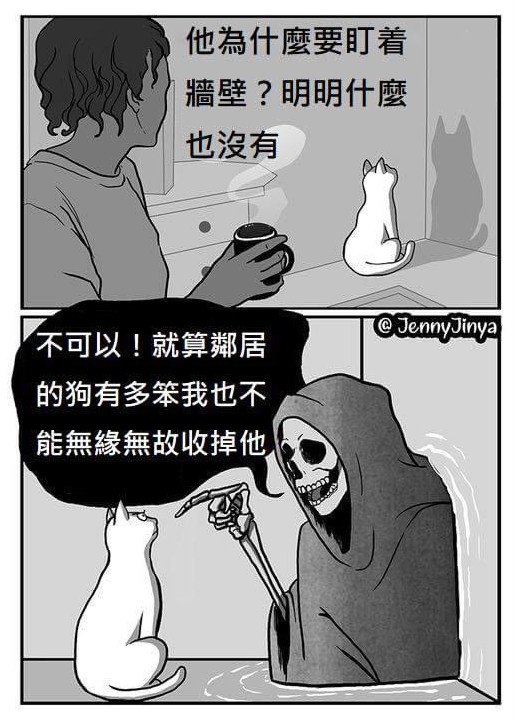 他為什麼要盯着
牆壁？明明什麼
也沒有
@JennyJinya
不可以！就算鄰居
的狗有多笨我也不
能無緣無故收掉他